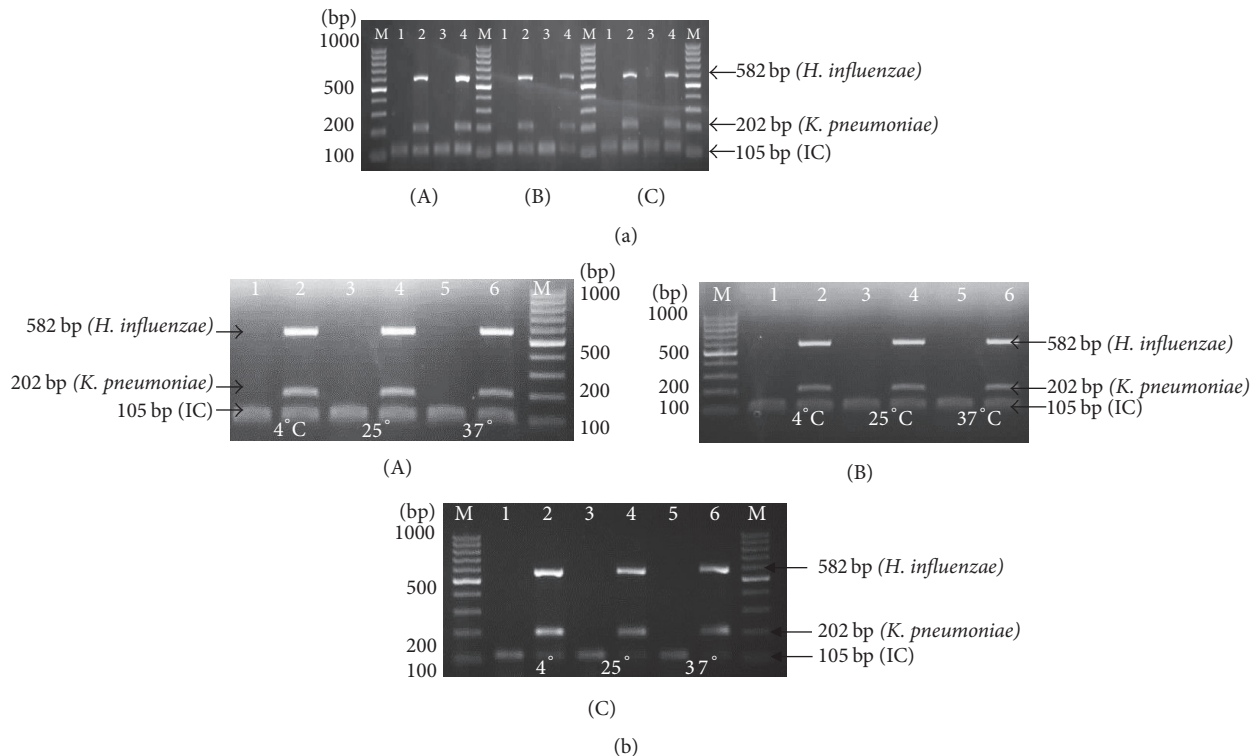 (bp)
1000
500
200
100
M 1 2 3 4 M 1 2 3 4 M 1 2 3 4 M
582 bp (H. influenzae)
202 bp (K. pneumoniae)
105 bp (IC)
(A) (B) (C)
(a)
1 2 3 4 5 6 M
582 bp (H. influenzae)
202 bp (K. pneumoniae)
105 bp (IC)
4°C 25° 37°
(bp)
1000
500
200
100
(A)
(bp)
1000
500
200
100
M 1 2 3 4 5 6
582 bp (H. influenzae)
202 bp (K. pneumoniae)
105 bp (IC)
4°C 25°C 37°C
(B)
(bp)
1000
500
200
100
M 1 2 3 4 5 6 M
582 bp (H. influenzae)
202 bp (K. pneumoniae)
105 bp (IC)
4° 25° 37°
(C)
(b)